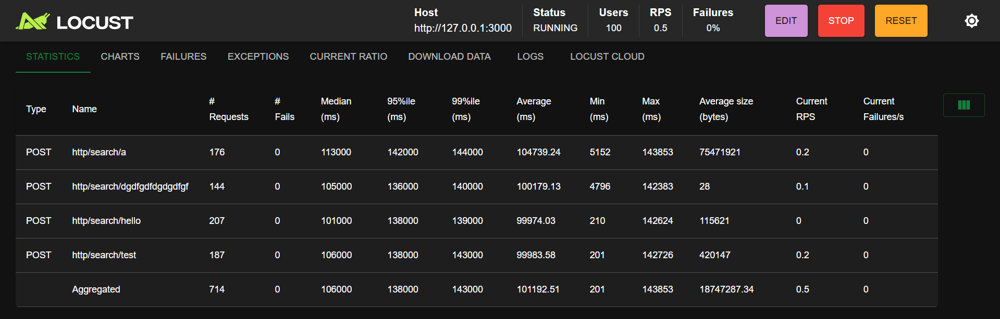 LOCUST
Host
http://127.0.0.1:3000
Status
RUNNING
Users
100
RPS
0.5
Failures
0%
EDIT
STOP
RESET
STATISTICS CHARTS FAILURES EXCEPTIONS CURRENT RATIO DOWNLOAD DATA LOGS LOCUST CLOUD
Type Name # Requests # Fails Median (ms) 95%ile (ms) 99%ile (ms) Average (ms) Min (ms) Max (ms) Average size (bytes) Current RPS Current Failures/s
POST http/search/a 176 0 113000 142000 144000 104739.24 5152 143853 75471921 0.2 0
POST http/search/dgdfgdfdgdgdfgf 144 0 105000 136000 140000 100179.13 4796 142383 28 0.1 0
POST http/search/hello 207 0 101000 138000 139000 99974.03 210 142624 115621 0 0
POST http/search/test 187 0 106000 138000 143000 99983.58 201 142726 420147 0.2 0
Aggregated 714 0 106000 138000 143000 101192.51 201 143853 18747287.34 0.5 0